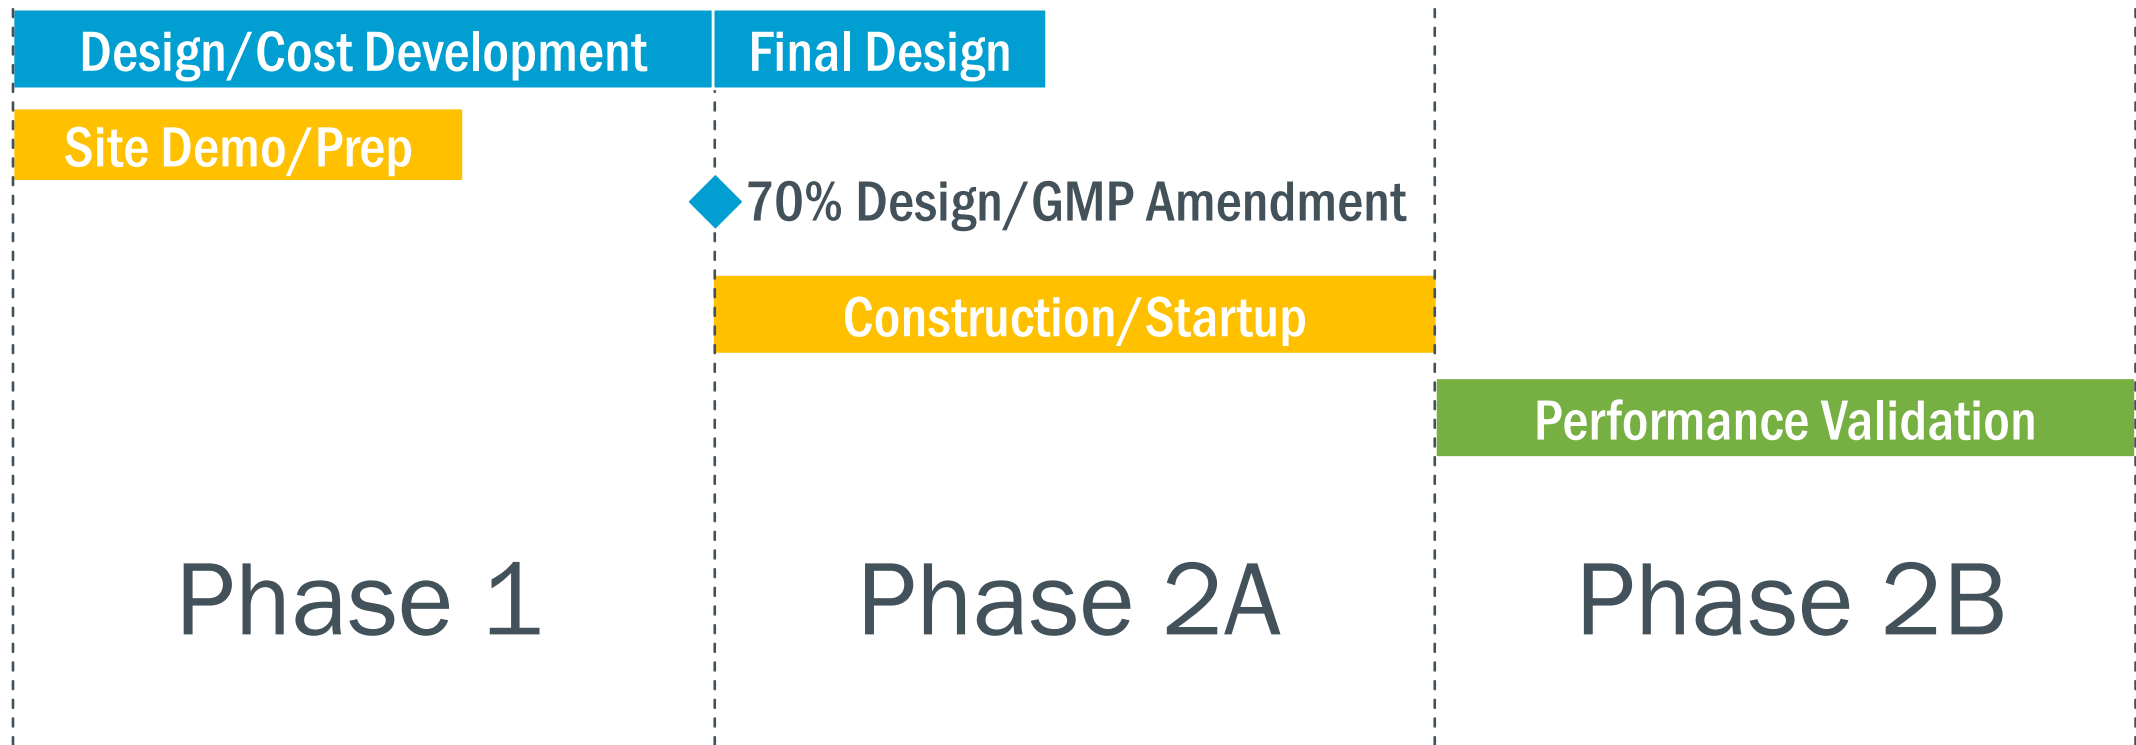 Design/Cost Development
Final Design
Site Demo/Prep
70% Design/GMP Amendment
Construction/Startup
Performance Validation
Phase 1
Phase 2A
Phase 2B